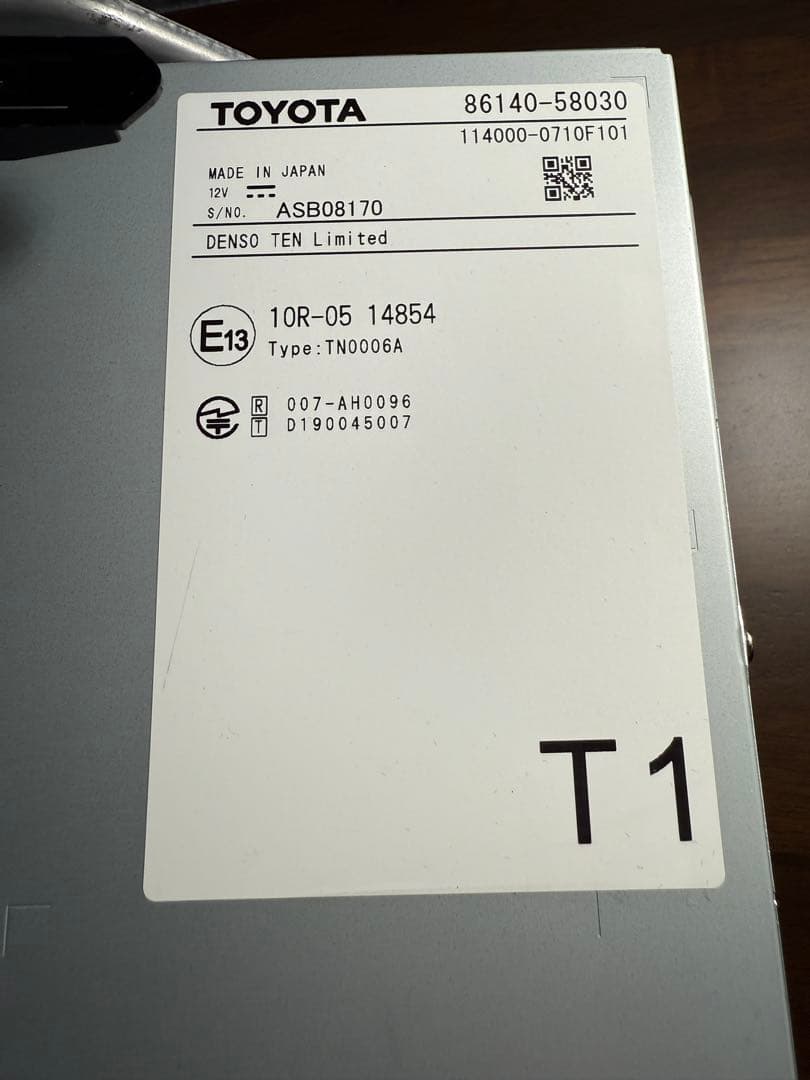 TOYOTA 86140-58030
114000-0710F101
MADE IN JAPAN
12V
S/NO. ASB08170
DENSO TEN Limited
E13 10R-05 14854
Type:TN0006A
R 007-AH0096
T D190045007
T1